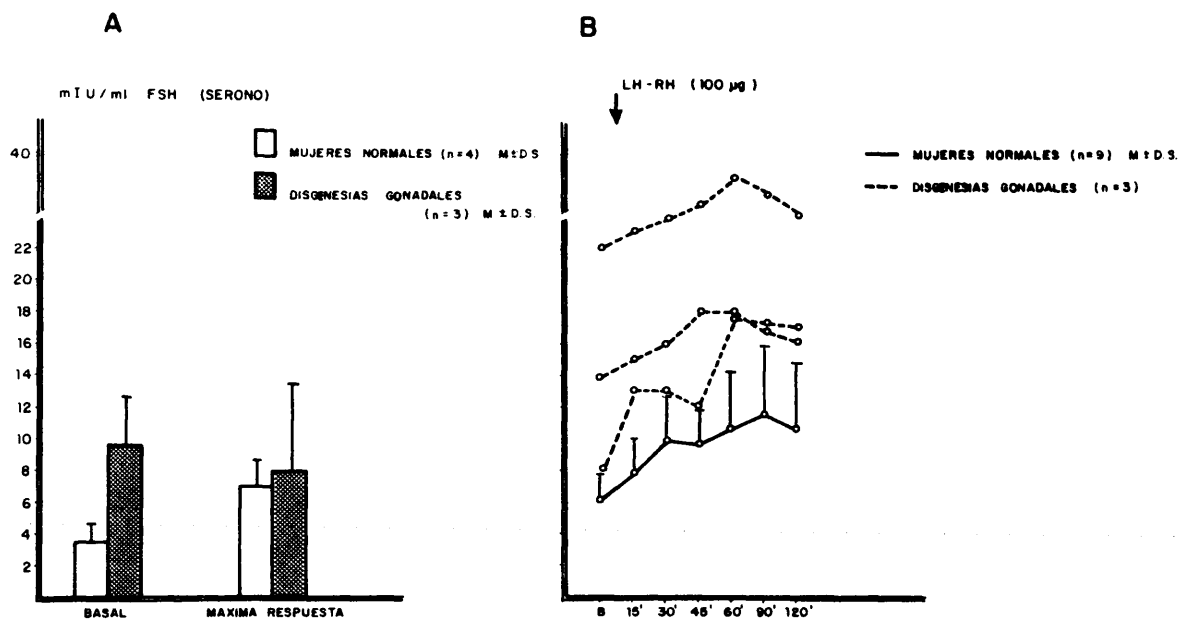 A
B
mIU/ml FSH (SERONO)
LH-RH (100 µg)
MUJERES NORMALES (n=4) M±DS
DISGENESIAS GONADALES
(n=3) M±D.S.
MUJERES NORMALES (n=9) M±D.S.
DISGENESIAS GONADALES (n=3)
40
22
20
18
16
14
12
10
8
6
4
2
BASAL MAXIMA RESPUESTA
B 15' 30' 45' 60' 90' 120'